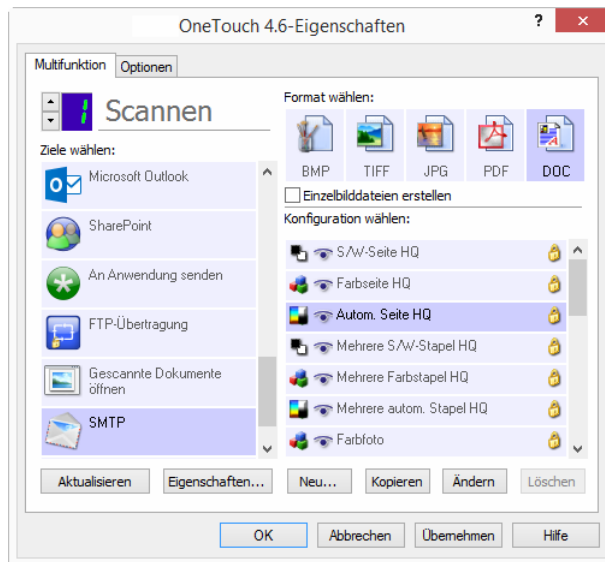 OneTouch 4.6-Eigenschaften
?
Multifunktion
Optionen
1
Scannen
Ziele wählen:
Microsoft Outlook
SharePoint
An Anwendung senden
FTP-Übertragung
Gescannte Dokumente
öffnen
SMTP
Format wählen:
BMP TIFF JPG PDF DOC
Einzelbilddateien erstellen
Konfiguration wählen:
S/W-Seite HQ
Farbseite HQ
Autom. Seite HQ
Mehrere S/W-Stapel HQ
Mehrere Farbstapel HQ
Mehrere autom. Stapel HQ
Farbfoto
Aktualisieren Eigenschaften... Neu... Kopieren Ändern Löschen
OK Abbrechen Übernehmen Hilfe